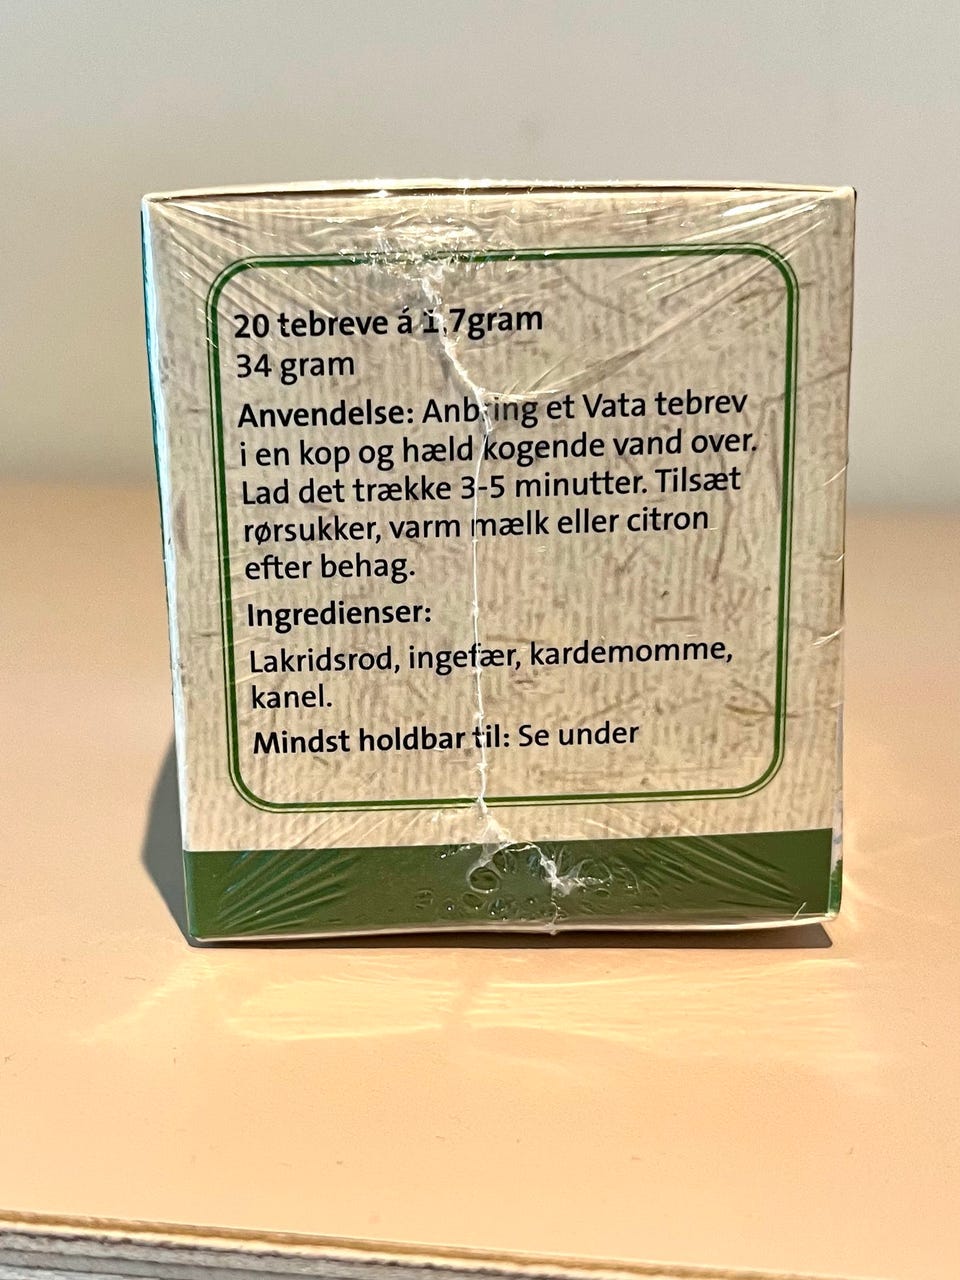 20 tebreve á 1,7gram
34 gram
Anvendelse: Anbring et Vata tebrev
i en kop og hæld kogende vand over.
Lad det trække 3-5 minutter. Tilsæt
rørsukker, varm mælk eller citron
efter behag.
Ingredienser:
Lakridsrod, ingefær, kardemomme,
kanel.
Mindst holdbar til: Se under